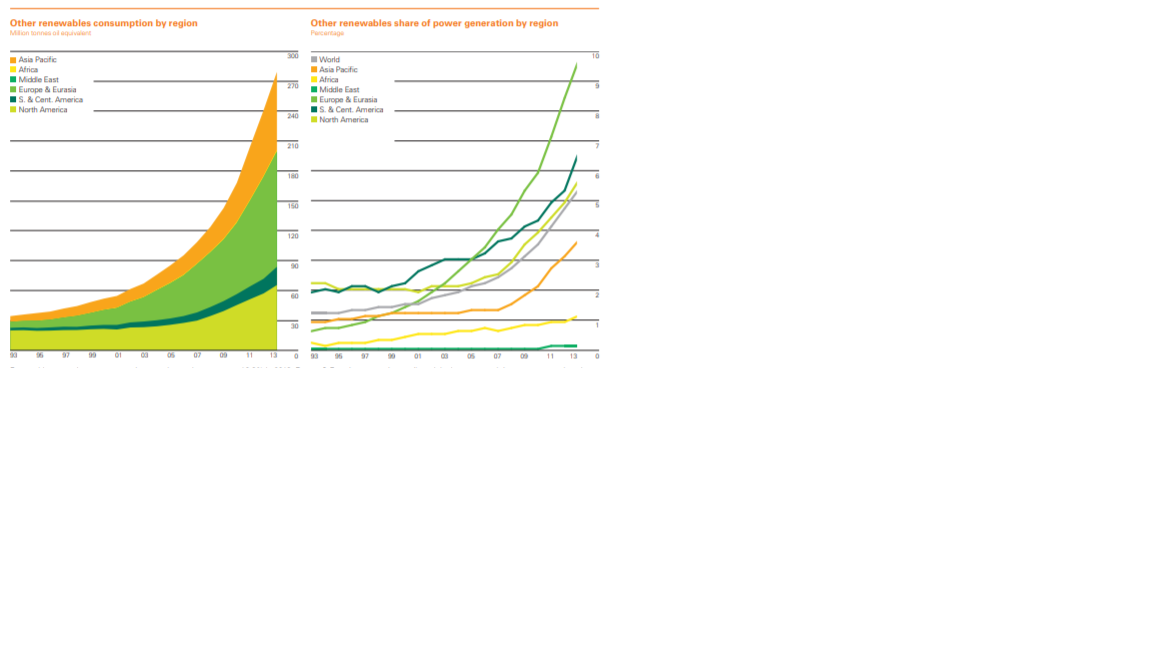 Other renewables consumption by region
Million tonnes oil equivalent
300
Asia Pacific
Africa
Middle East
Europe & Eurasia
S. & Cent. America
North America
270
240
210
180
150
120
90
60
30
0
93 95 97 99 01 03 05 07 09 11 13
Other renewables share of power generation by region
Percentage
10
World
Asia Pacific
Africa
Middle East
Europe & Eurasia
S. & Cent. America
North America
9
8
7
6
5
4
3
2
1
0
93 95 97 99 01 03 05 07 09 11 13